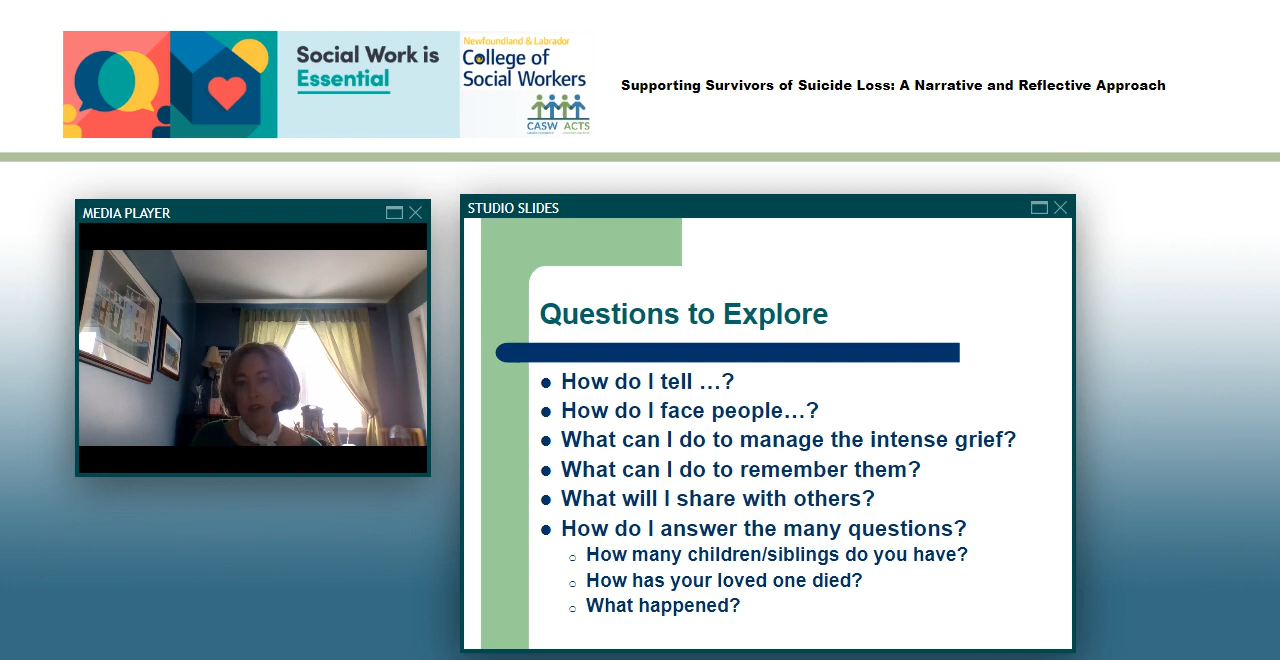 Social Work is
Essential
Newfoundland & Labrador
College of
Social Workers
CASW ACTS
Supporting Survivors of Suicide Loss: A Narrative and Reflective Approach
MEDIA PLAYER
STUDIO SLIDES
Questions to Explore
● How do I tell …?
● How do I face people…?
● What can I do to manage the intense grief?
● What can I do to remember them?
● What will I share with others?
● How do I answer the many questions?
○ How many children/siblings do you have?
○ How has your loved one died?
○ What happened?